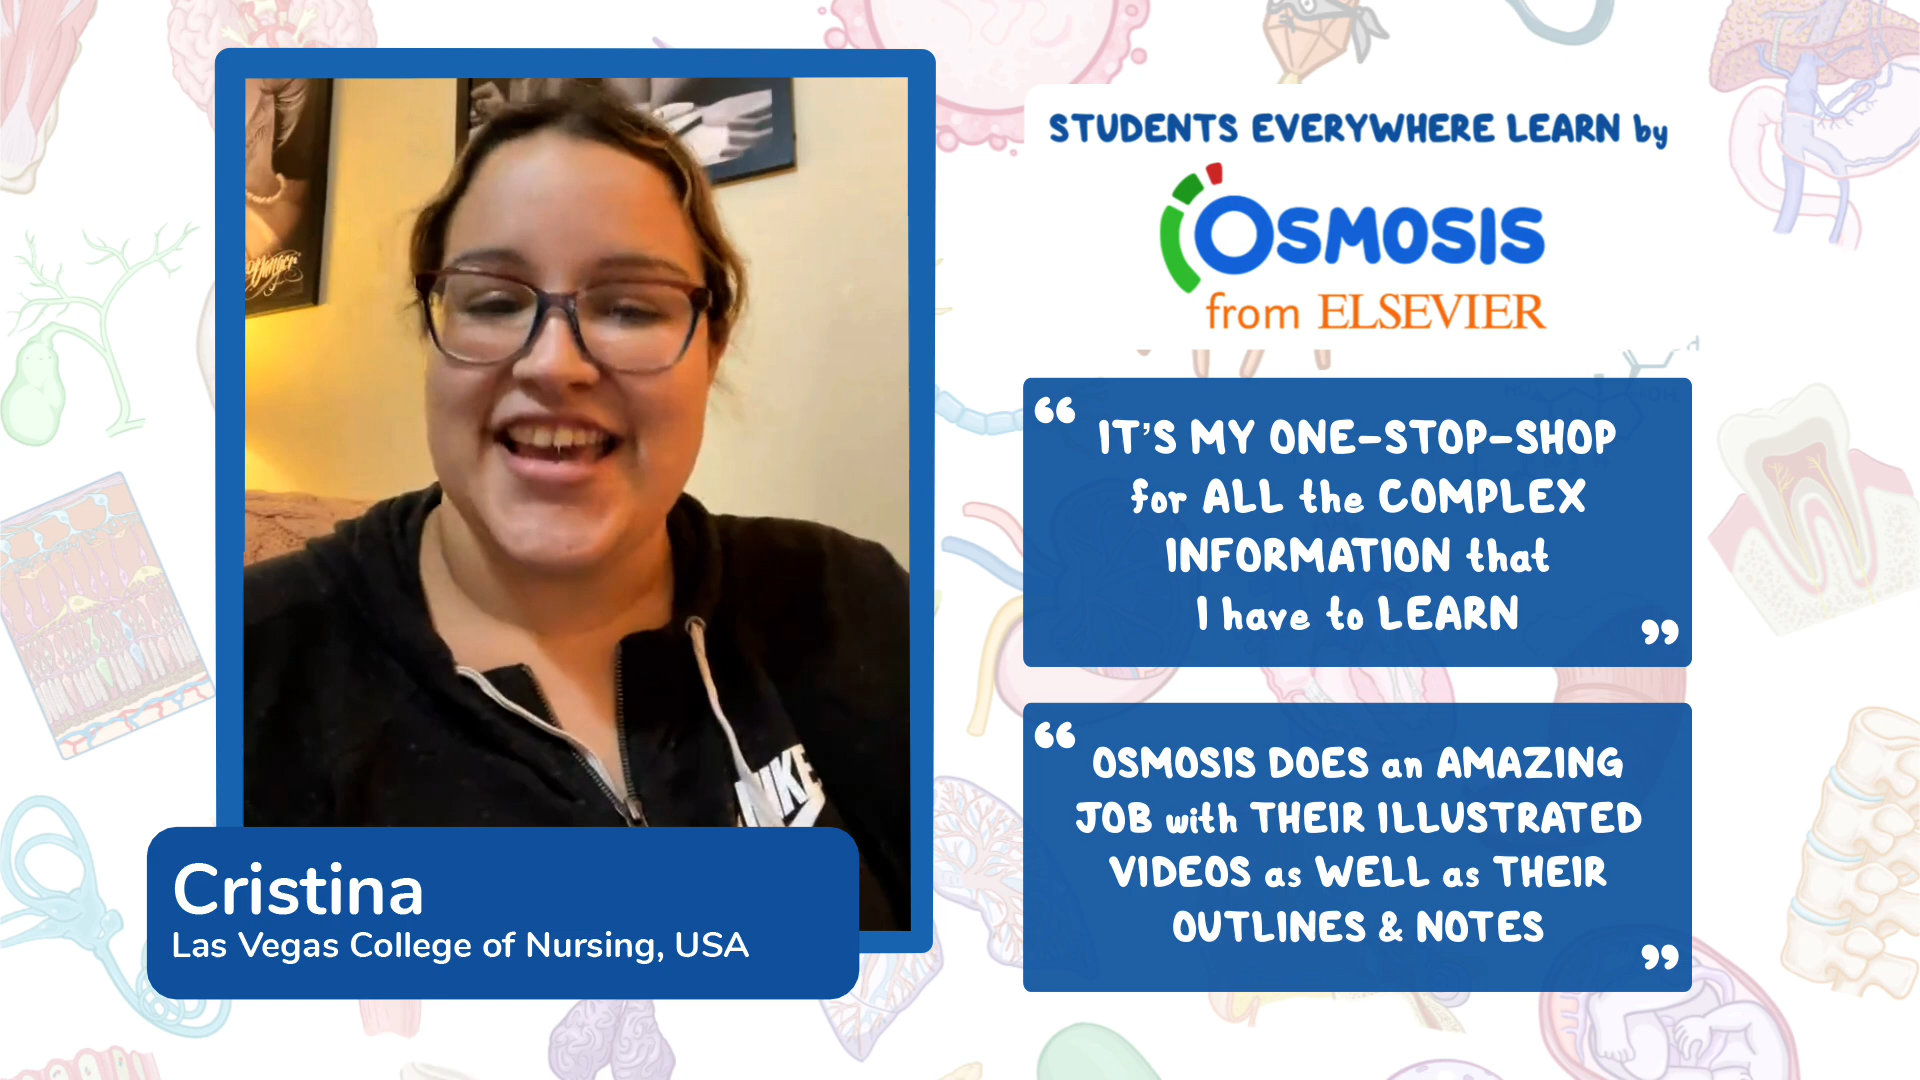 STUDENTS EVERYWHERE LEARN by
OSMOSIS
from ELSEVIER
“ IT’S MY ONE-STOP-SHOP
for ALL the COMPLEX
INFORMATION that
I have to LEARN ”
“ OSMOSIS DOES an AMAZING
JOB with THEIR ILLUSTRATED
VIDEOS as WELL as THEIR
OUTLINES & NOTES ”
NIKE
Cristina
Las Vegas College of Nursing, USA